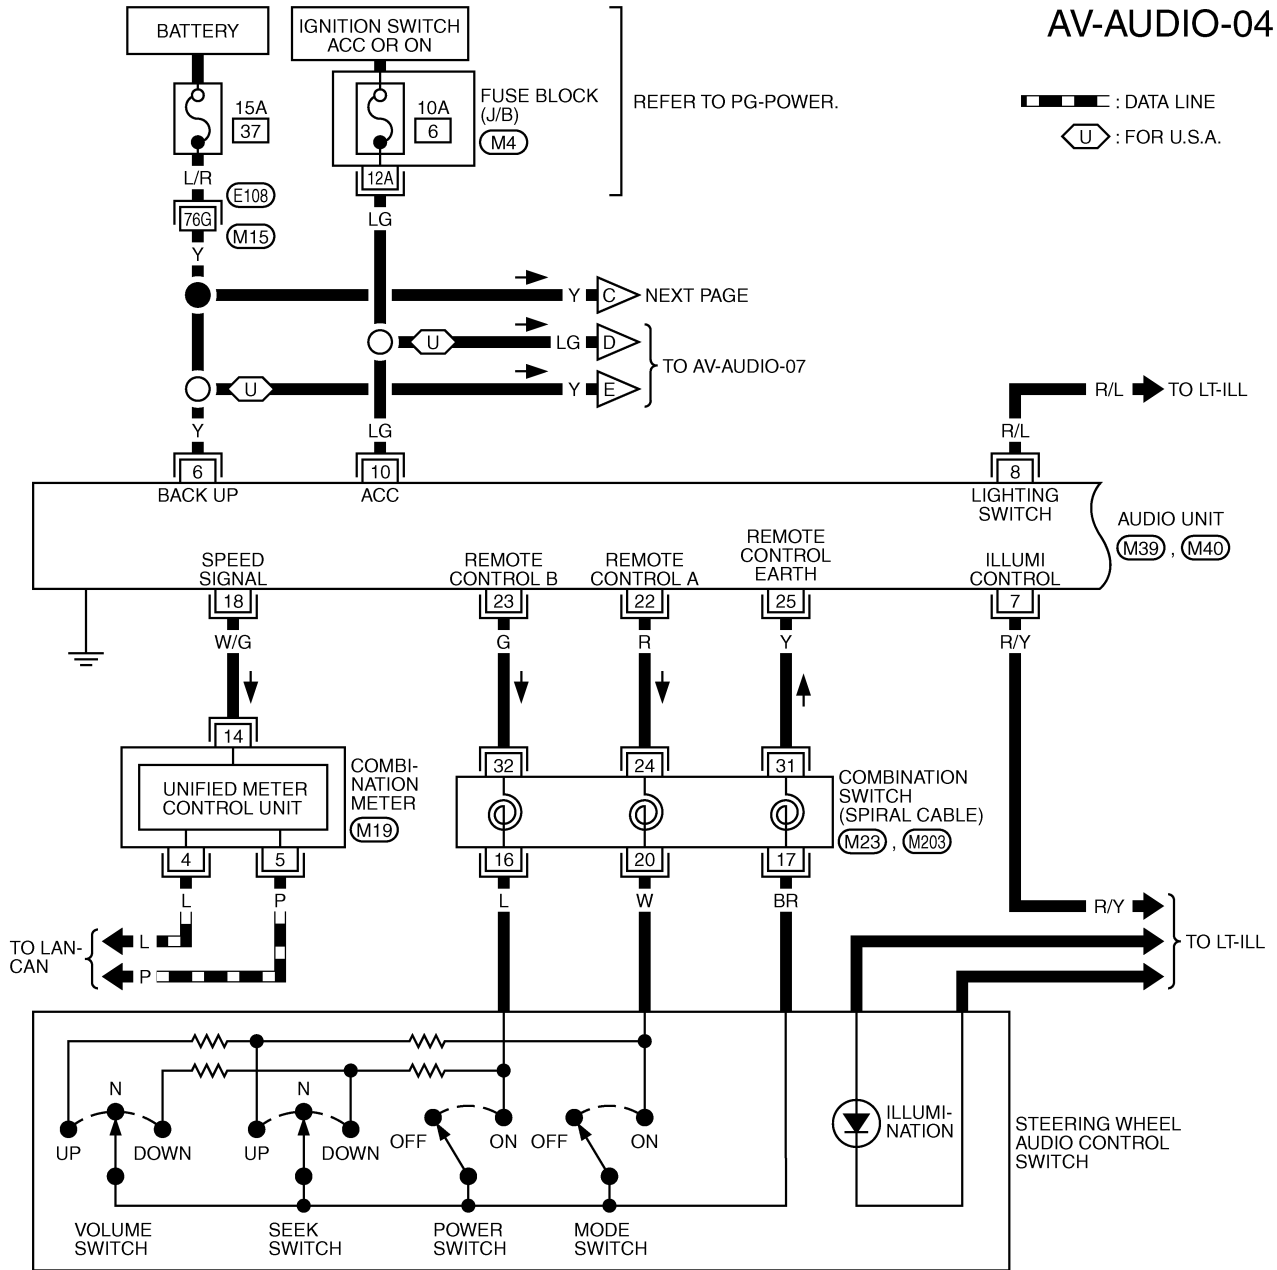 AV-AUDIO-04
BATTERY
IGNITION SWITCH
ACC OR ON
15A
37
10A
6
FUSE BLOCK
(J/B)
M4
REFER TO PG-POWER.
: DATA LINE
U : FOR U.S.A.
L/R
E108
76G
M15
Y
12A
LG
Y C NEXT PAGE
U LG D
TO AV-AUDIO-07
U Y E
Y
LG
R/L TO LT-ILL
R/L
6
10
8
BACK UP
ACC
LIGHTING
SWITCH
AUDIO UNIT
M39 , M40
SPEED
SIGNAL
REMOTE
CONTROL B
REMOTE
CONTROL A
REMOTE
CONTROL
EARTH
ILLUMI
CONTROL
18
23
22
25
7
W/G
G
R
Y
R/Y
14
32
24
31
UNIFIED METER
CONTROL UNIT
COMBI-
NATION
METER
M19
COMBINATION
SWITCH
(SPIRAL CABLE)
M23 , M203
4
5
16
20
17
L
P
L
W
BR
R/Y
TO LAN-
CAN
L
P
TO LT-ILL
N
UP
DOWN
N
UP
DOWN
OFF
ON
OFF
ON
ILLUMI-
NATION
STEERING WHEEL
AUDIO CONTROL
SWITCH
VOLUME
SWITCH
SEEK
SWITCH
POWER
SWITCH
MODE
SWITCH